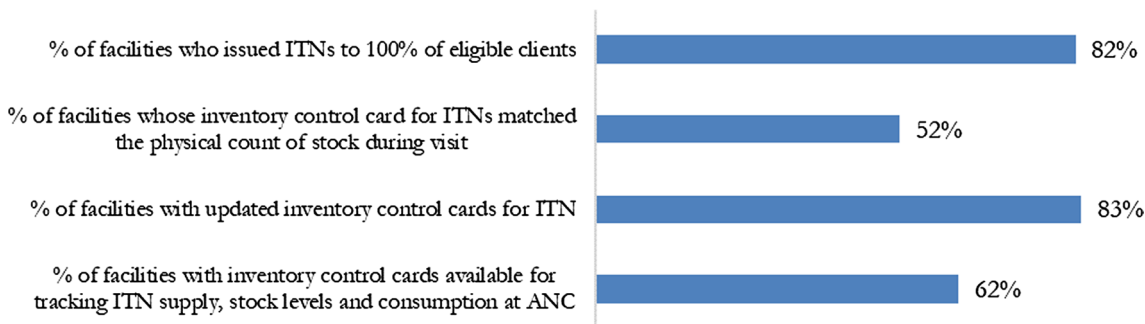 % of facilities who issued ITNs to 100% of eligible clients
82%
% of facilities whose inventory control card for ITNs matched
the physical count of stock during visit
52%
% of facilities with updated inventory control cards for ITN
83%
% of facilities with inventory control cards available for
tracking ITN supply, stock levels and consumption at ANC
62%